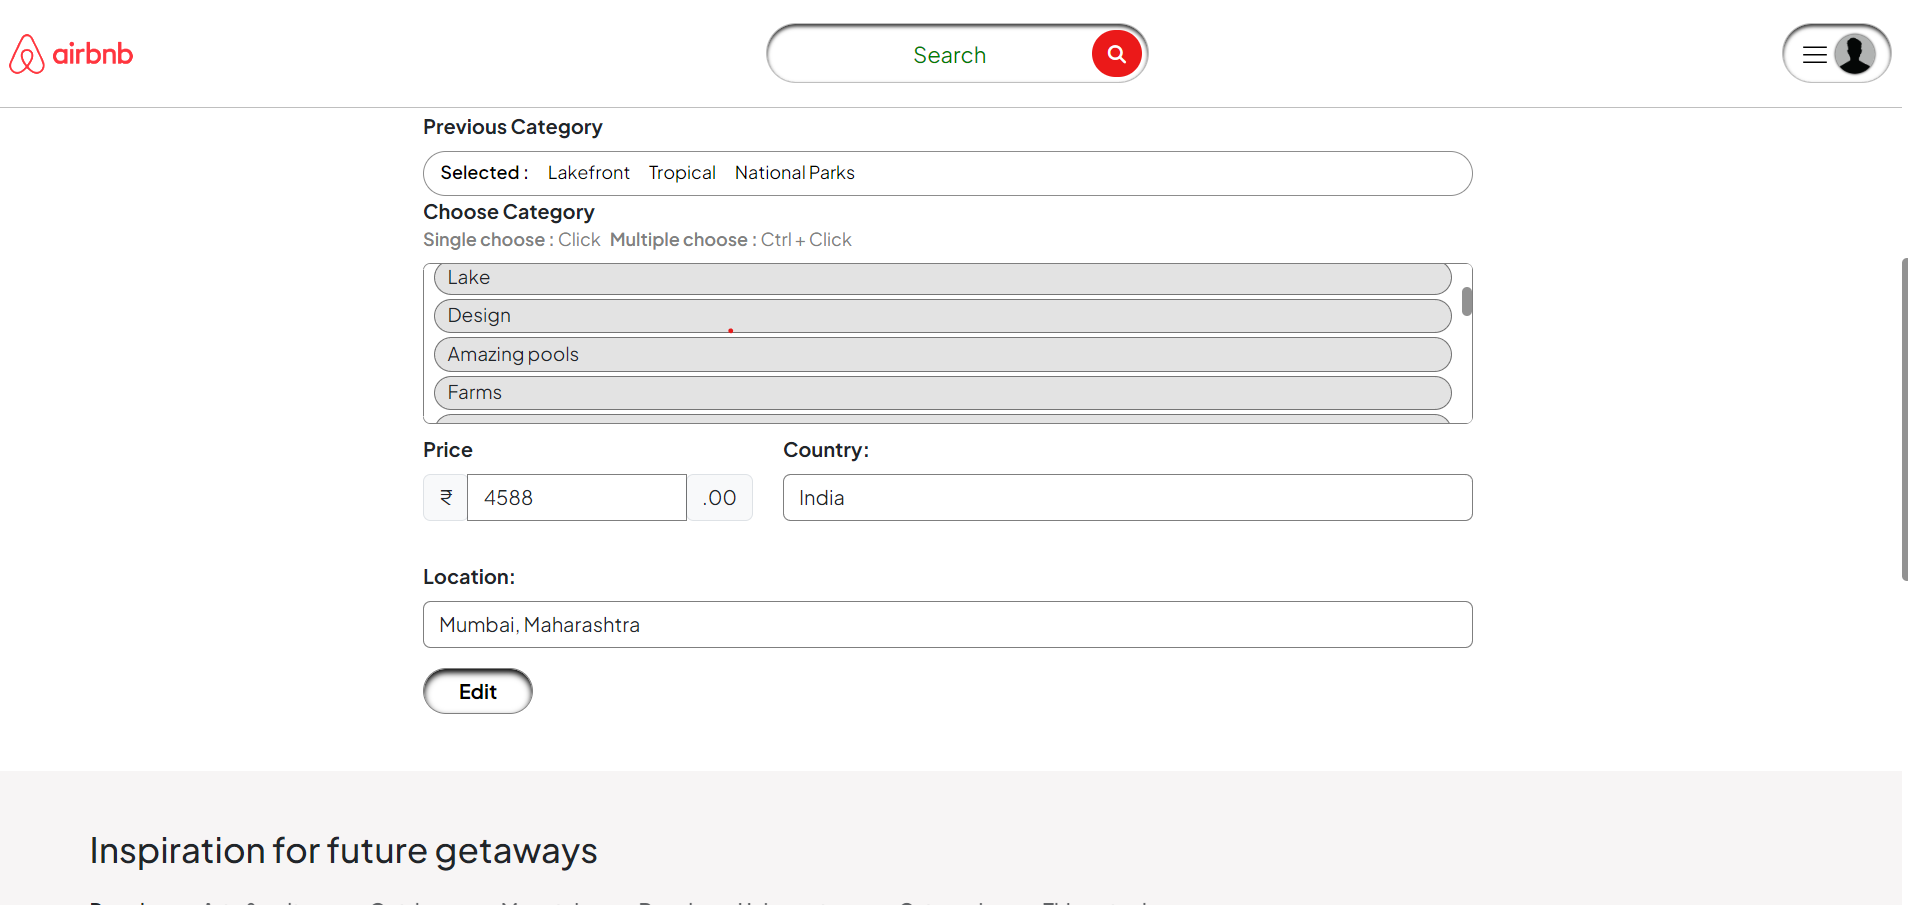 airbnb
Search
Previous Category
Selected : Lakefront Tropical National Parks
Choose Category
Single choose : Click Multiple choose : Ctrl + Click
Lake
Design
Amazing pools
Farms
Price
Country:
₹ 4588 .00
India
Location:
Mumbai, Maharashtra
Edit
Inspiration for future getaways